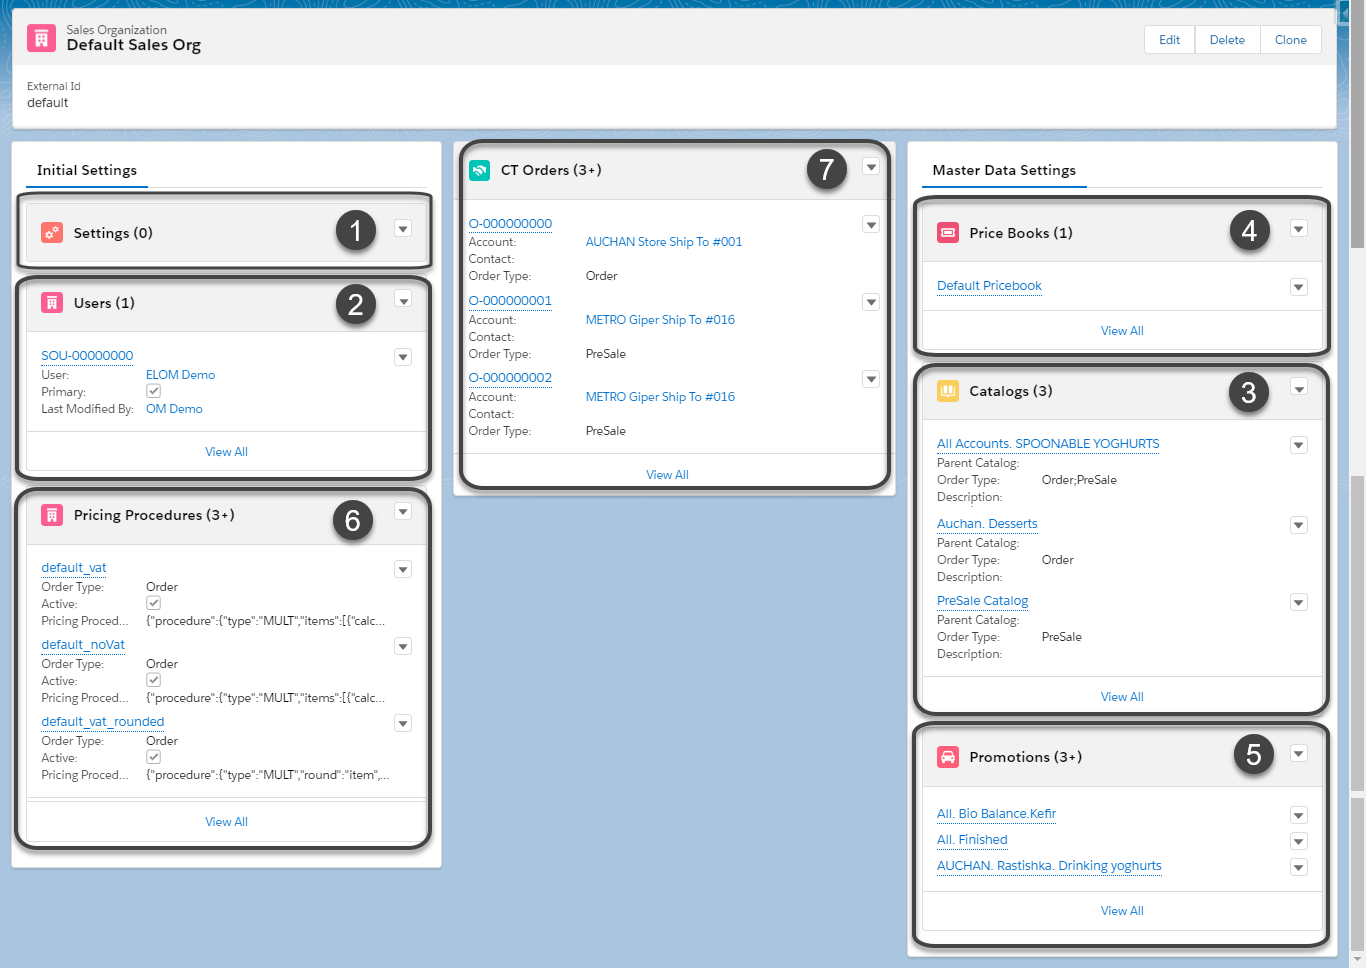 Sales Organization
Default Sales Org
Edit
Delete
Clone
External Id
default
Initial Settings
Settings (0)
1
Users (1)
2
SOU-00000000
User: ELOM Demo
Primary:
Last Modified By: OM Demo
View All
Pricing Procedures (3+)
6
default_vat
Order Type: Order
Active:
Pricing Proced... {"procedure":{"type":"MULT","items":[{"calc...
default_noVat
Order Type: Order
Active:
Pricing Proced... {"procedure":{"type":"MULT","items":[{"calc...
default_vat_rounded
Order Type: Order
Active:
Pricing Proced... {"procedure":{"type":"MULT","round":"item",...
View All
CT Orders (3+)
7
O-000000000
Account: AUCHAN Store Ship To #001
Contact:
Order Type: Order
O-000000001
Account: METRO Giper Ship To #016
Contact:
Order Type: PreSale
O-000000002
Account: METRO Giper Ship To #016
Contact:
Order Type: PreSale
View All
Master Data Settings
Price Books (1)
4
Default Pricebook
View All
Catalogs (3)
3
All Accounts. SPOONABLE YOGHURTS
Parent Catalog:
Order Type: Order;PreSale
Description:
Auchan. Desserts
Parent Catalog:
Order Type: Order
Description:
PreSale Catalog
Parent Catalog:
Order Type: PreSale
Description:
View All
Promotions (3+)
5
All. Bio Balance.Kefir
All. Finished
AUCHAN. Rastishka. Drinking yoghurts
View All